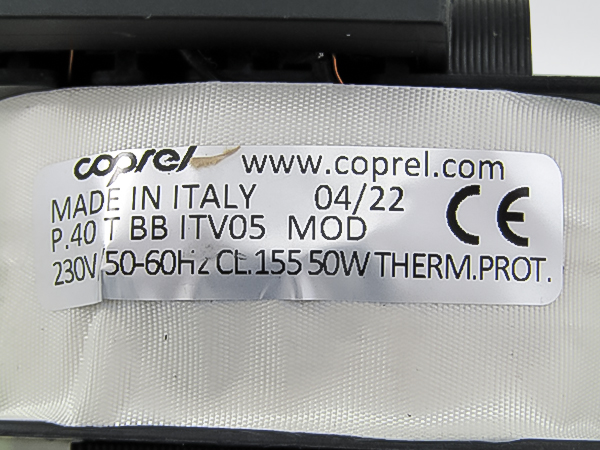 coprel www.coprel.com
MADE IN ITALY 04/22 CE
P.40 T BB ITV05 MOD
230V/50-60Hz CL.155 50W THERM.PROT.